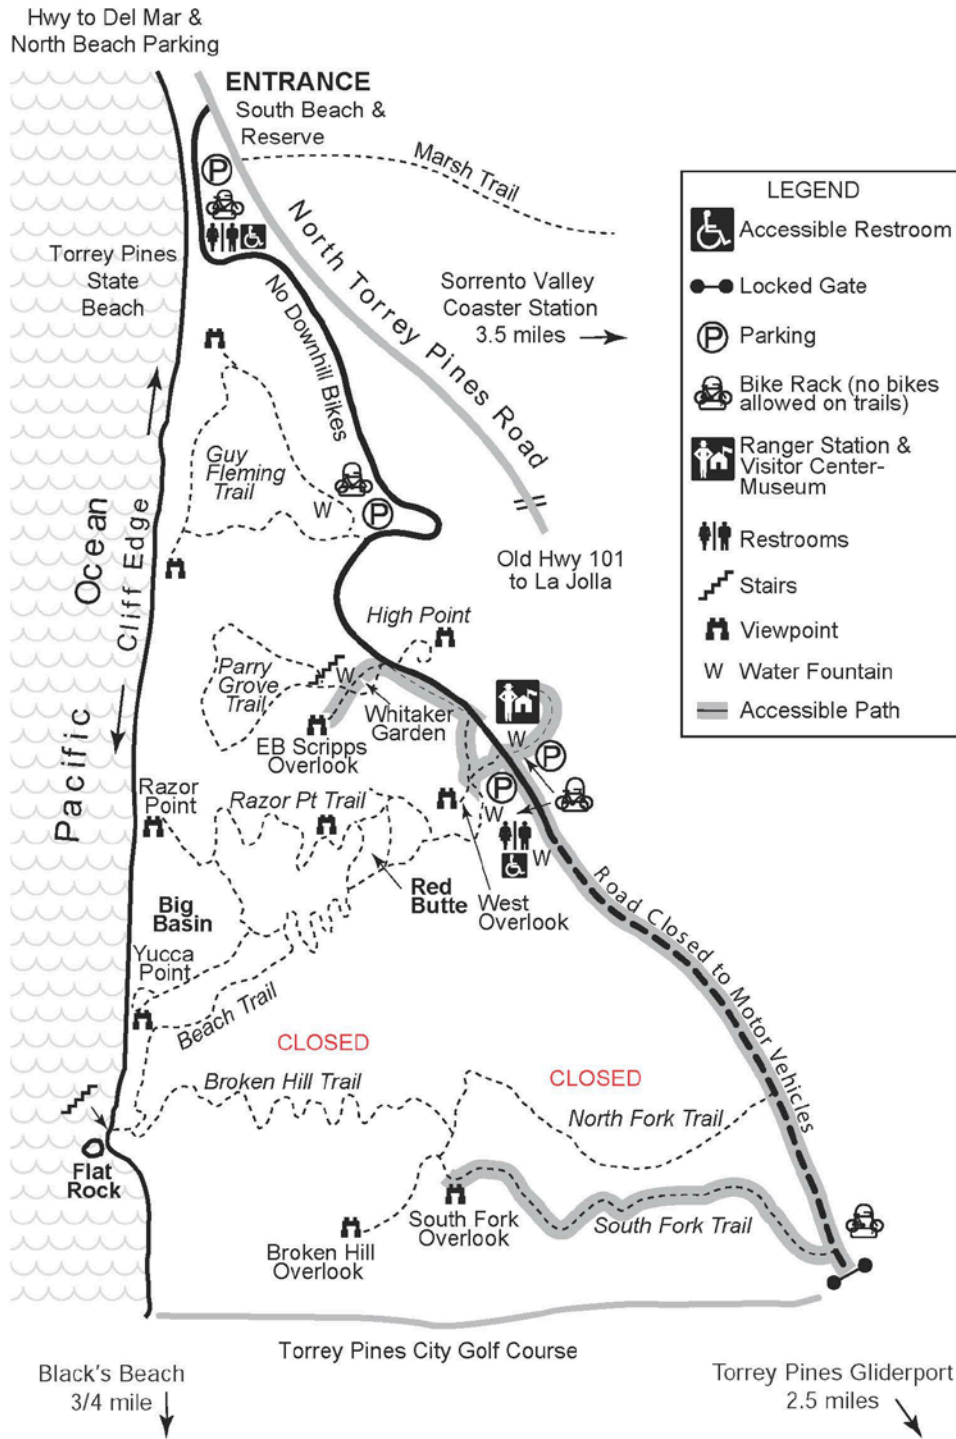 Hwy to Del Mar &
North Beach Parking
ENTRANCE
South Beach &
Reserve
Marsh Trail
P
North Torrey Pines Road
Torrey Pines
State
Beach
No Downhill Bikes
Sorrento Valley
Coaster Station
3.5 miles
LEGEND
Accessible Restroom
Locked Gate
P
Parking
Bike Rack (no bikes
allowed on trails)
Ranger Station &
Visitor Center-
Museum
Restrooms
Stairs
Viewpoint
W
Water Fountain
Accessible Path
Guy
Fleming
Trail
W
P
Pacific Ocean
Cliff Edge
Old Hwy 101
to La Jolla
High Point
Parry
Grove
Trail
W
Whitaker
Garden
EB Scripps
Overlook
W
P
P
W
W
Razor
Point
Razor Pt Trail
Red
Butte
West
Overlook
Big
Basin
Yucca
Point
Beach Trail
Road Closed to Motor Vehicles
CLOSED
Broken Hill Trail
CLOSED
North Fork Trail
Flat
Rock
South Fork
Overlook
South Fork Trail
Broken Hill
Overlook
Torrey Pines City Golf Course
Black's Beach
3/4 mile
Torrey Pines Gliderport
2.5 miles